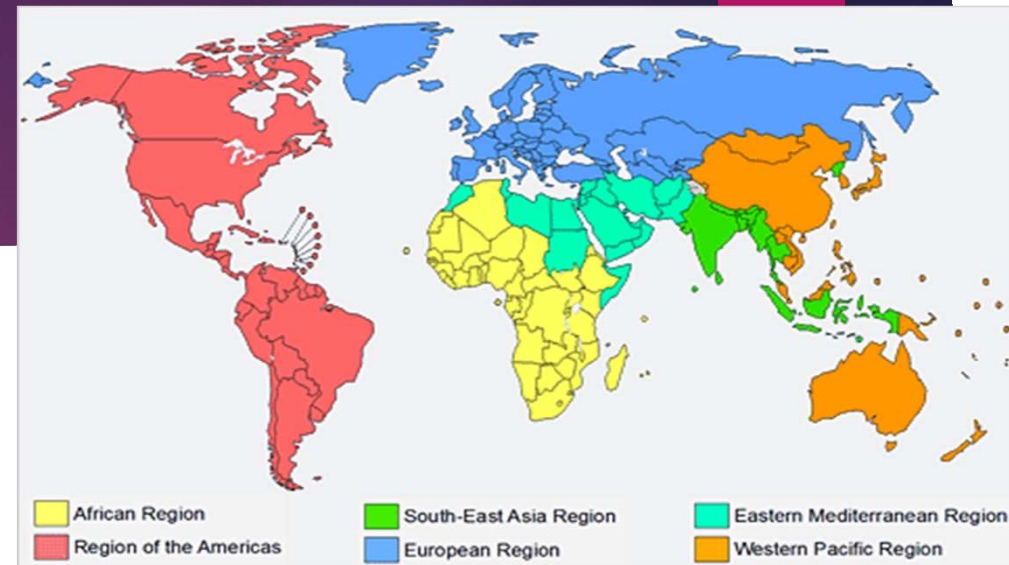 African Region
South-East Asia Region
Eastern Mediterranean Region
Region of the Americas
European Region
Western Pacific Region